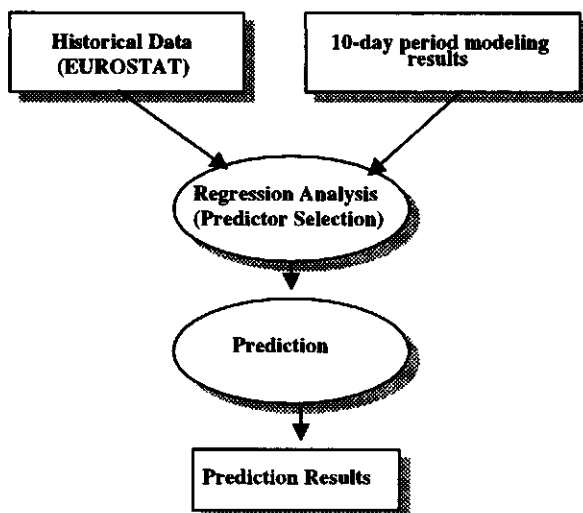 Historical Data
(EUROSTAT)
10-day period modeling
results
Regression Analysis
(Predictor Selection)
Prediction
Prediction Results